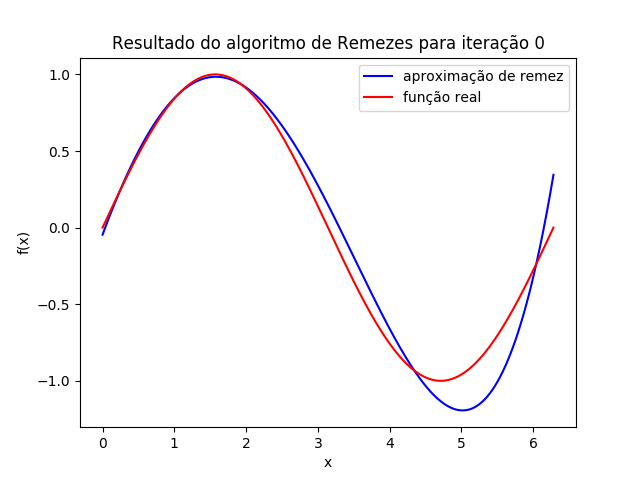 Resultado do algoritmo de Remezes para iteração 0
aproximação de remez
função real
1.0
0.5
0.0
−0.5
−1.0
f(x)
0 1 2 3 4 5 6
x